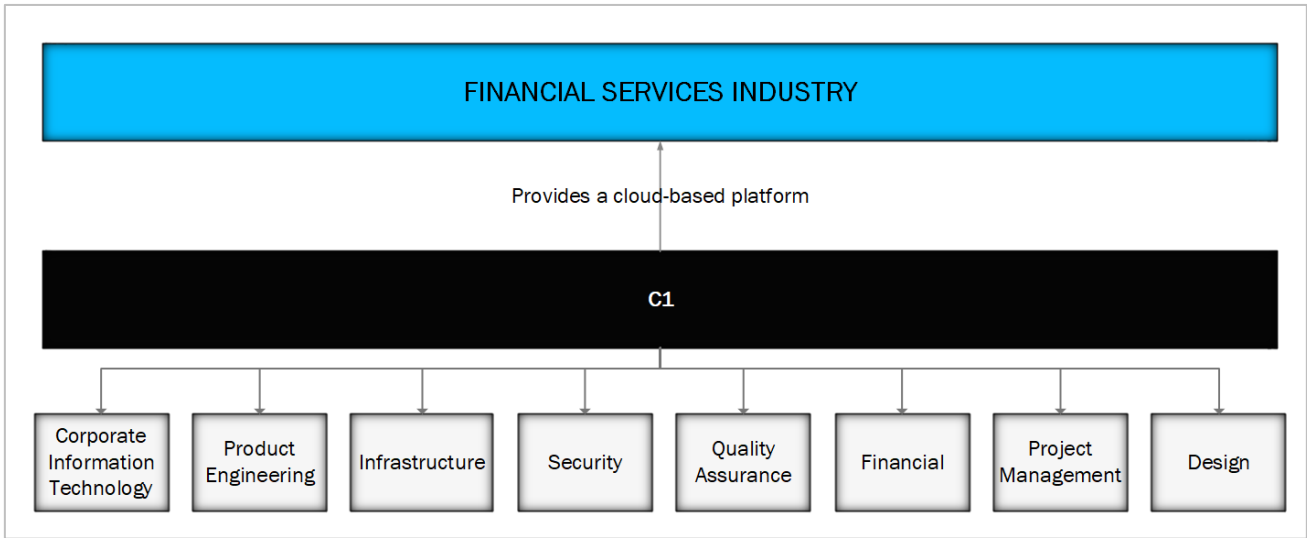 FINANCIAL SERVICES INDUSTRY
Provides a cloud-based platform
C1
Corporate
Information
Technology
Product
Engineering
Infrastructure
Security
Quality
Assurance
Financial
Project
Management
Design